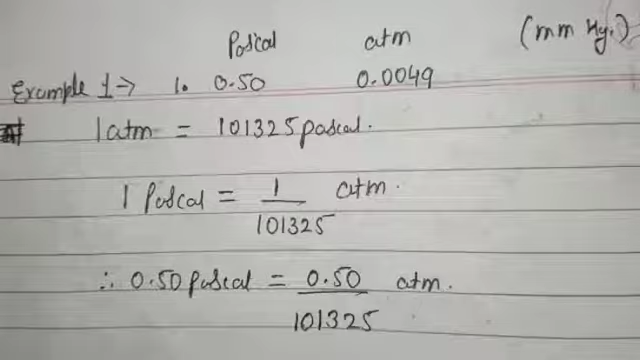 Pascal atm (mm Hg.)
Example 1→ 1. 0.50 0.0049
1 atm = 101325 pascal.
1 Pascal = 1/101325 atm.
∴ 0.50 pascal = 0.50/101325 atm.